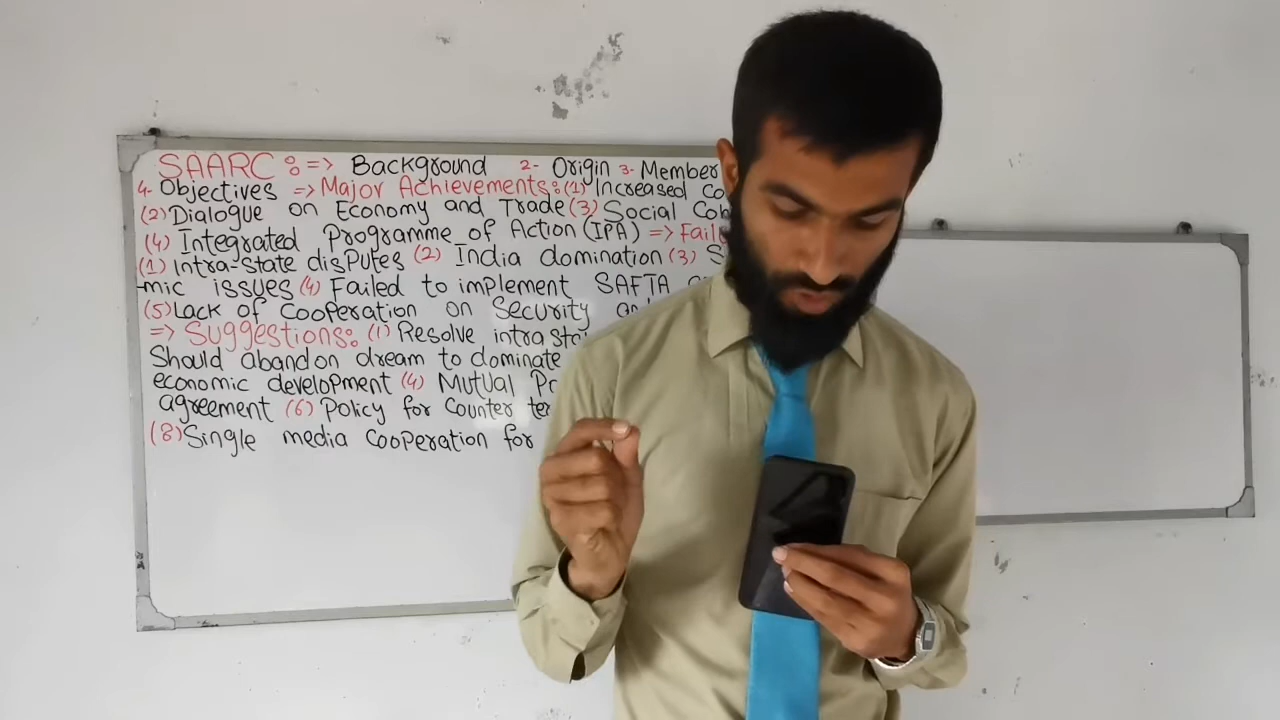 SAARC : => Background 2- Origin 3- Member
4- Objectives => Major Achievements: (1) Increased
(2) Dialogue on Economy and Trade (3) Social
(4) Integrated Programme of Action (IPA) =>
(1) Intra-state disputes (2) India domination (3)
-mic issues (4) Failed to implement SAFTA
(5) Lack of cooperation on Security
=> Suggestions: (1) Resolve intra
Should abandon dream to dominate
economic development (4) Mutual
agreement (6) Policy for Counter
(8) Single media cooperation for